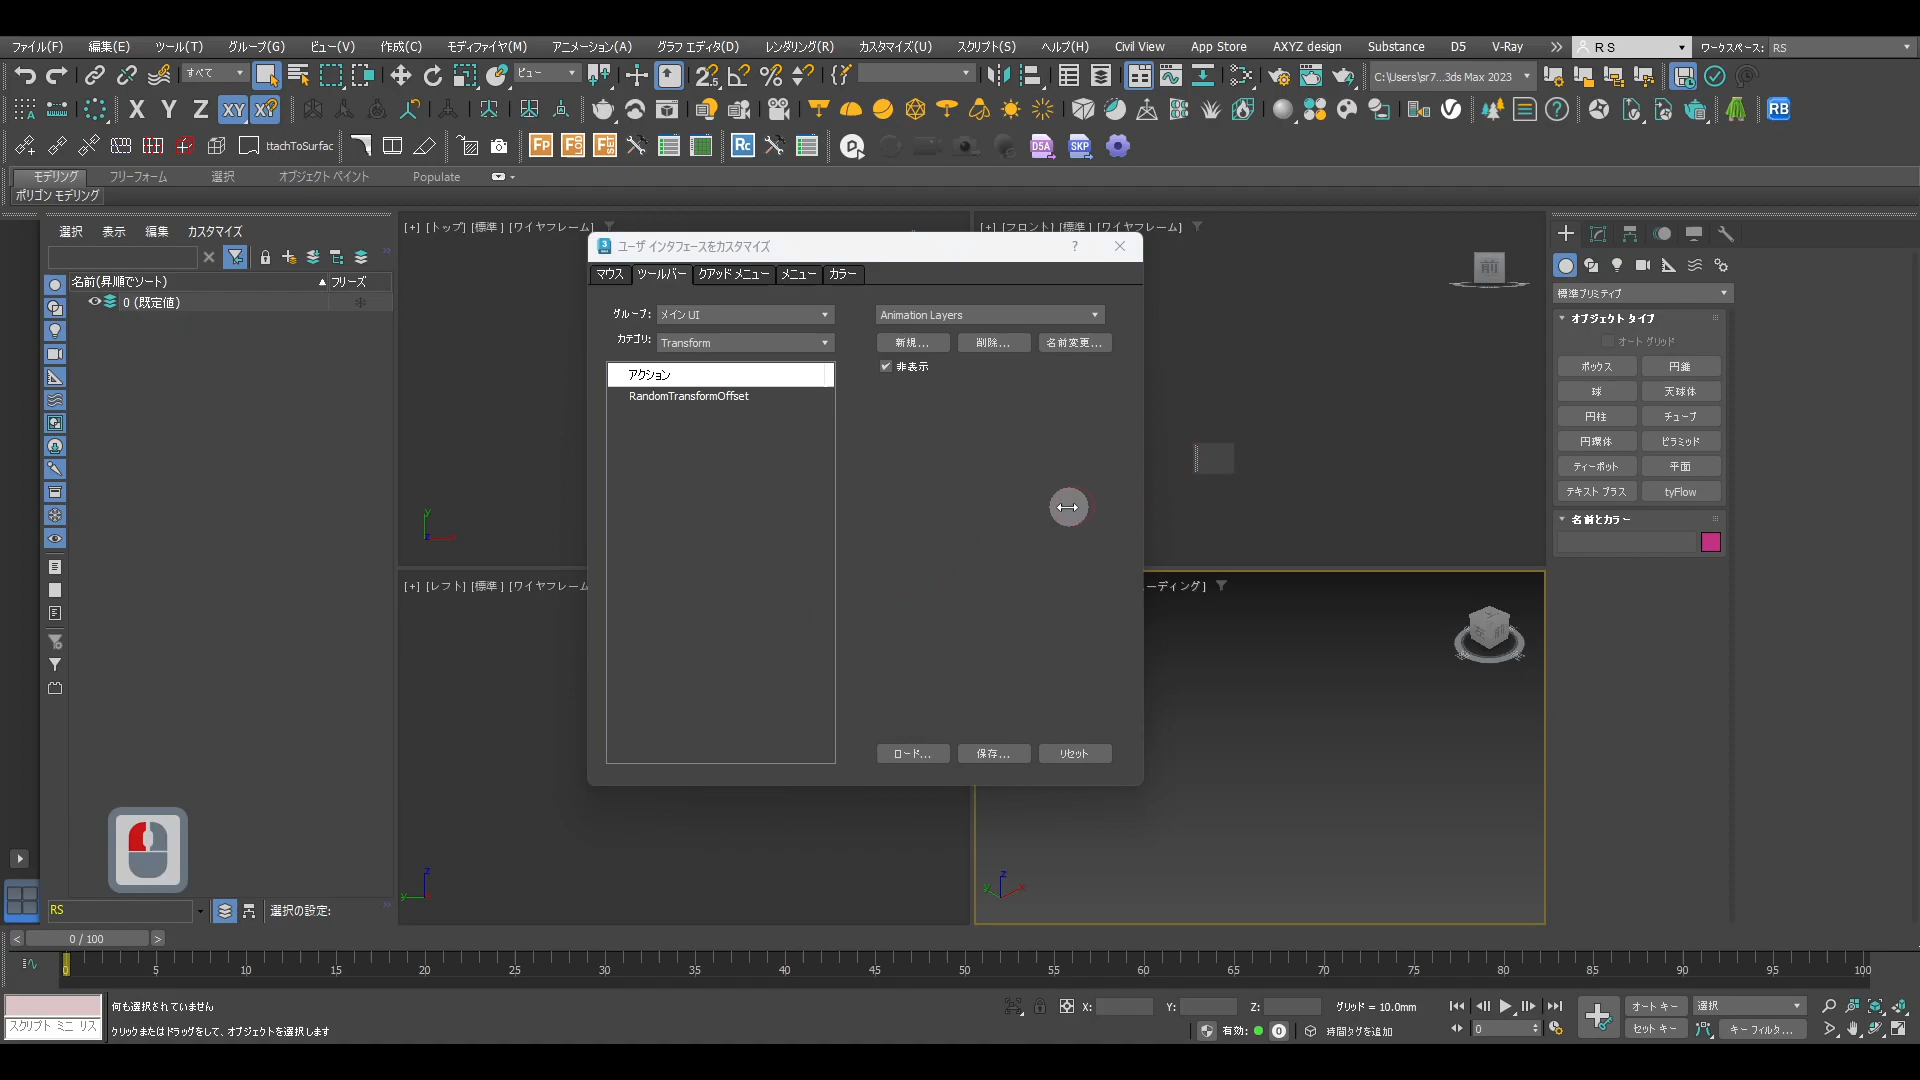 ファイル(F) 編集(E) ツール(T) グループ(G) ビュー(V) 作成(C) モディファイヤ(M) アニメーション(A) グラフ エディタ(D) レンダリング(R) カスタマイズ(U) スクリプト(S) ヘルプ(H) Civil View App Store AXYZ design Substance D5 V-Ray R S ワークスペース: RS
すべて ビュー C:\Users\sr7...3ds Max 2023
X Y Z XY X? RB
ttachToSurfac Fp Rc D5A SKP
モデリング フリーフォーム 選択 オブジェクト ペイント Populate
ポリゴン モデリング
選択 表示 編集 カスタマイズ
名前(昇順でソート) フリーズ
0 (既定値)
[+] [トップ] [標準] [ワイヤフレーム]
[+] [フロント] [標準] [ワイヤフレーム]
前
ユーザ インタフェースをカスタマイズ
マウス ツールバー クアッド メニュー メニュー カラー
グループ: メイン UI Animation Layers
カテゴリ: Transform 新規... 削除... 名前変更...
非表示
アクション
RandomTransformOffset
ロード... 保存... リセット
標準プリミティブ
オブジェクト タイプ
オート グリッド
ボックス 円錐
球 天球体
円柱 チューブ
円環体 ピラミッド
ティーポット 平面
テキスト プラス tyFlow
名前とカラー
[+] [レフト] [標準] [ワイヤフレーム
ーディング]
RS 選択の設定:
0 / 100
0 5 10 15 20 25 30 35 40 45 50 55 60 65 70 75 80 85 90 95 100
何も選択されていません X: Y: Z: グリッド = 10.0mm オート キー 選択
スクリプト ミニ リス クリックまたはドラッグをして、オブジェクトを選択します 有効: 0 時間タグを追加 0 セット キー キー フィルタ...